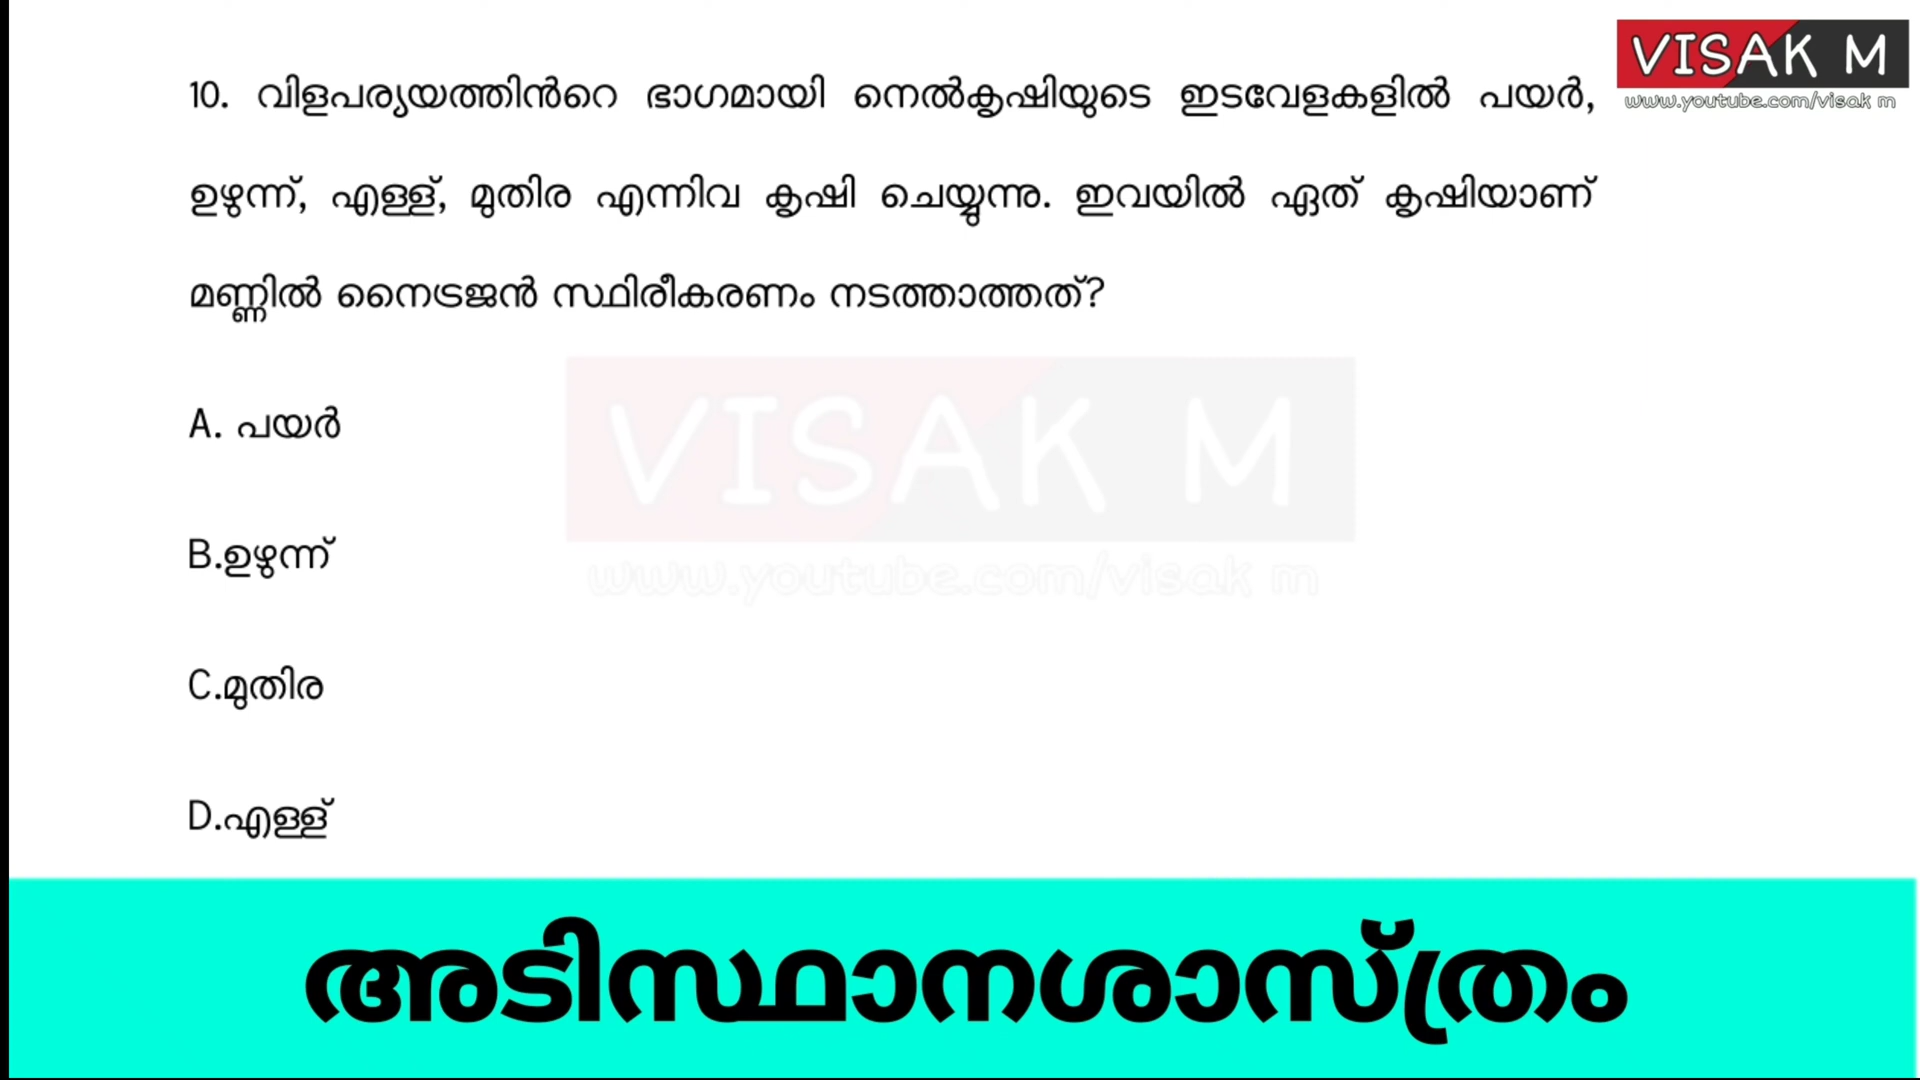 VISAK M
www.youtube.com/visak m
10. വിളപര്യയത്തിൻറെ ഭാഗമായി നെൽകൃഷിയുടെ ഇടവേളകളിൽ പയർ,
ഉഴുന്ന്, എള്ള്, മുതിര എന്നിവ കൃഷി ചെയ്യുന്നു. ഇവയിൽ ഏത് കൃഷിയാണ്
മണ്ണിൽ നൈട്രജൻ സ്ഥിരീകരണം നടത്താത്തത്?
VISAK M
www.youtube.com/visak m
A. പയർ
B.ഉഴുന്ന്
C.മുതിര
D.എള്ള്
അടിസ്ഥാനശാസ്ത്രം